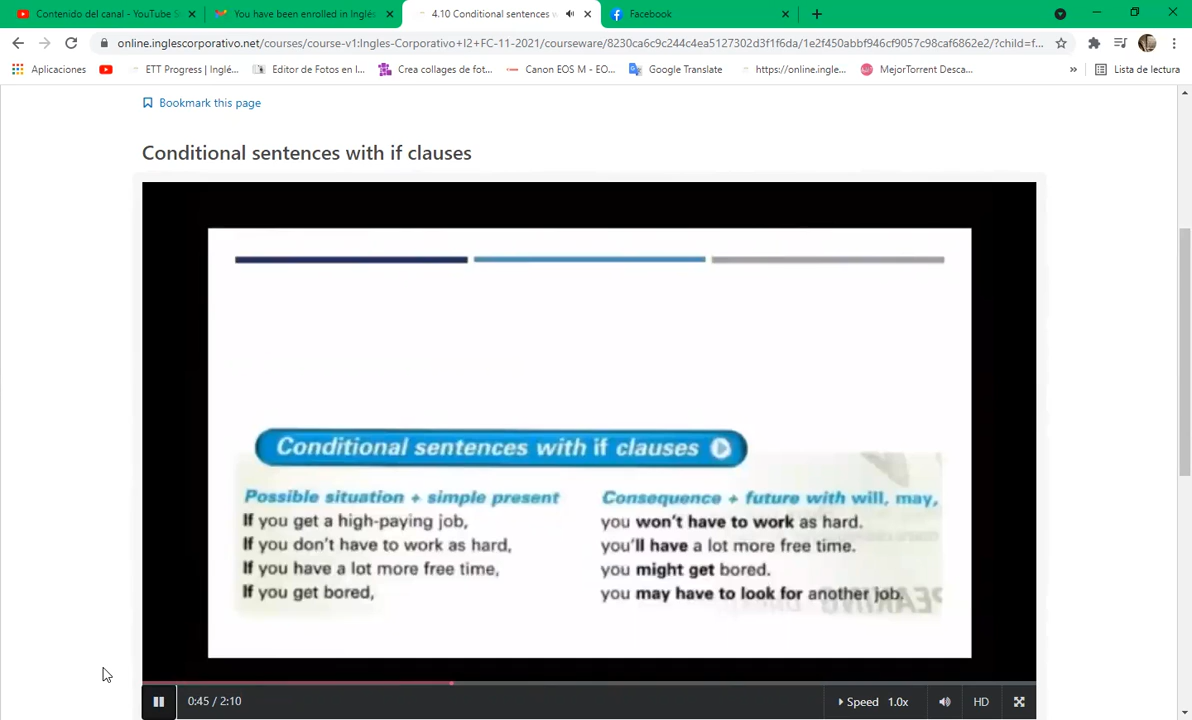 Contenido del canal - YouTube S
You have been enrolled in Inglés
4.10 Conditional sentences w
Facebook
online.inglescorporativo.net/courses/course-v1:Ingles-Corporativo+I2+FC-11-2021/courseware/8230ca6c9c244c4ea5127302d3f1f6da/1e2f450abbf946cf9057c98caf6862e2/?child=f...
Aplicaciones
ETT Progress | Inglé...
Editor de Fotos en l...
Crea collages de fot...
Canon EOS M - EO...
Google Translate
https://online.ingle...
MejorTorrent Desca...
»
Lista de lectura
Bookmark this page
Conditional sentences with if clauses
Conditional sentences with if clauses
Possible situation + simple present
If you get a high-paying job,
If you don't have to work as hard,
If you have a lot more free time,
If you get bored,
Consequence + future with will, may,
you won't have to work as hard.
you'll have a lot more free time.
you might get bored.
you may have to look for another job.
0:45 / 2:10
Speed 1.0x
HD